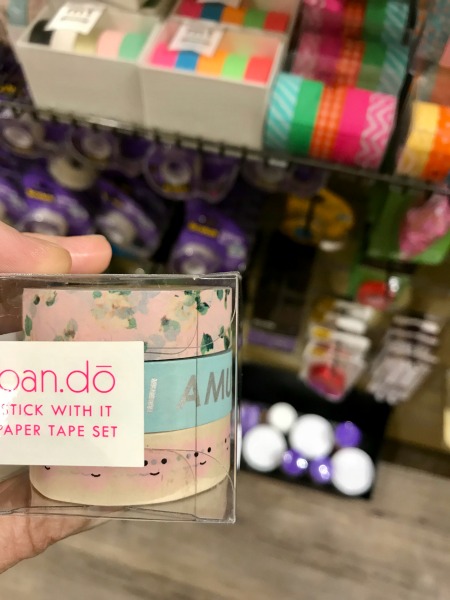 oan.dō
STICK WITH IT
PAPER TAPE SET
AMU